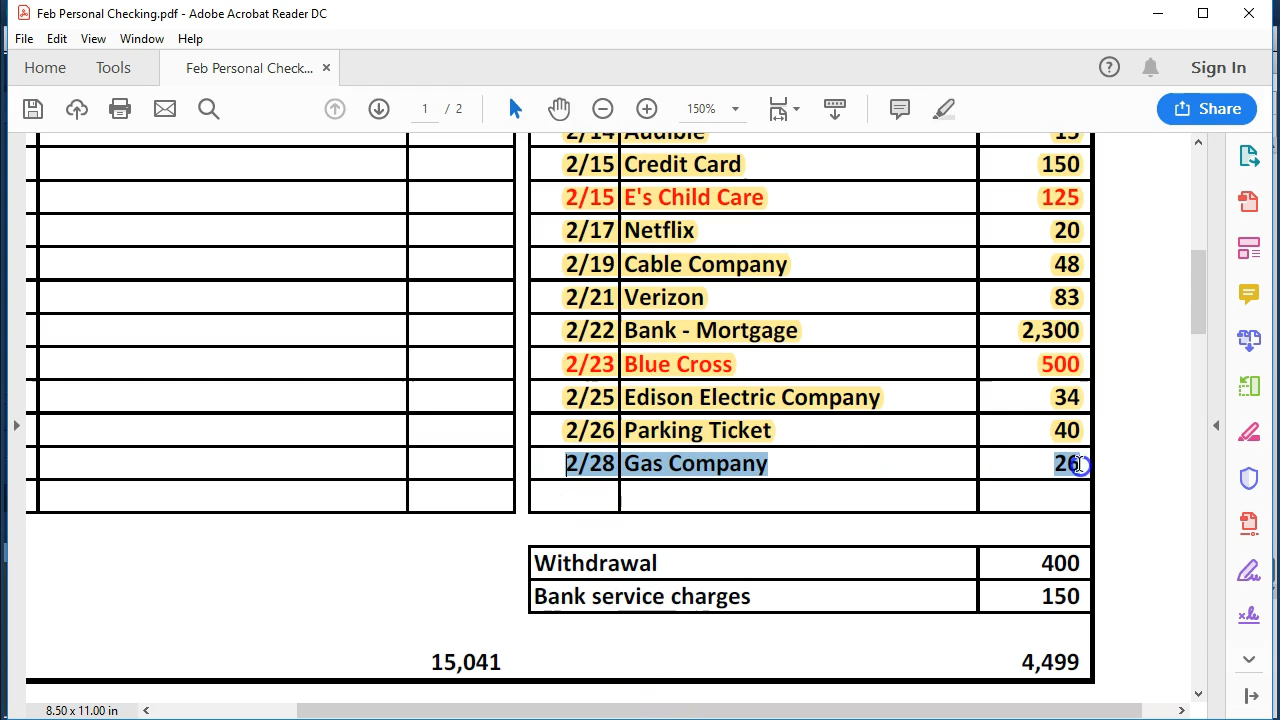 Feb Personal Checking.pdf - Adobe Acrobat Reader DC
File Edit View Window Help
Home Tools Feb Personal Check... × Sign In
1 / 2 150% Share
2/14 Audible 15
2/15 Credit Card 150
2/15 E's Child Care 125
2/17 Netflix 20
2/19 Cable Company 48
2/21 Verizon 83
2/22 Bank - Mortgage 2,300
2/23 Blue Cross 500
2/25 Edison Electric Company 34
2/26 Parking Ticket 40
2/28 Gas Company 26
Withdrawal 400
Bank service charges 150
15,041 4,499
8.50 x 11.00 in